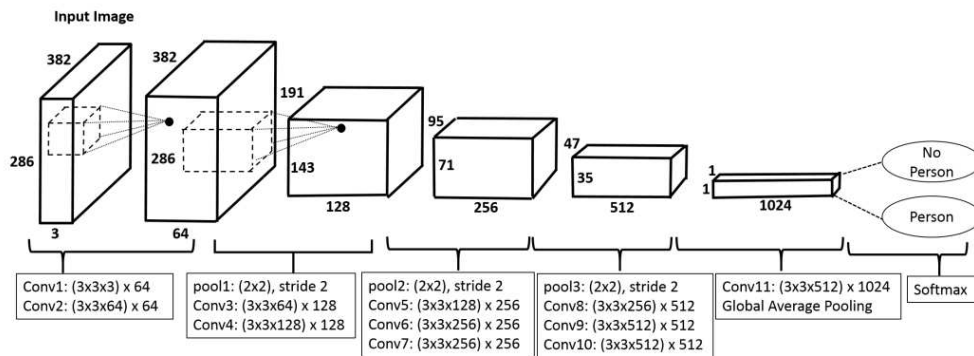 Input Image
382
286
3
382
286
64
191
143
128
95
71
256
47
35
512
1
1
1024
No
Person
Person
Conv1: (3x3x3) x 64
Conv2: (3x3x64) x 64
pool1: (2x2), stride 2
Conv3: (3x3x64) x 128
Conv4: (3x3x128) x 128
pool2: (2x2), stride 2
Conv5: (3x3x128) x 256
Conv6: (3x3x256) x 256
Conv7: (3x3x256) x 256
pool3: (2x2), stride 2
Conv8: (3x3x256) x 512
Conv9: (3x3x512) x 512
Conv10: (3x3x512) x 512
Conv11: (3x3x512) x 1024
Global Average Pooling
Softmax